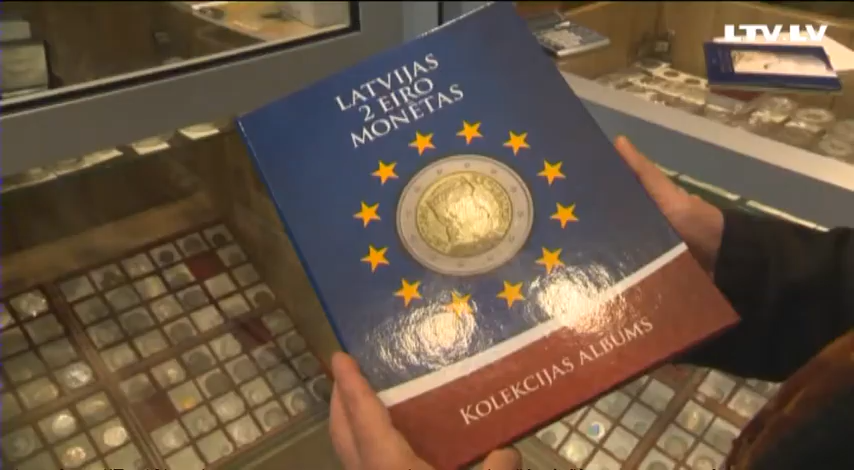 LTV.LV
LATVIJAS
2 EIRO
MONĒTAS
KOLEKCIJAS ALBUMS